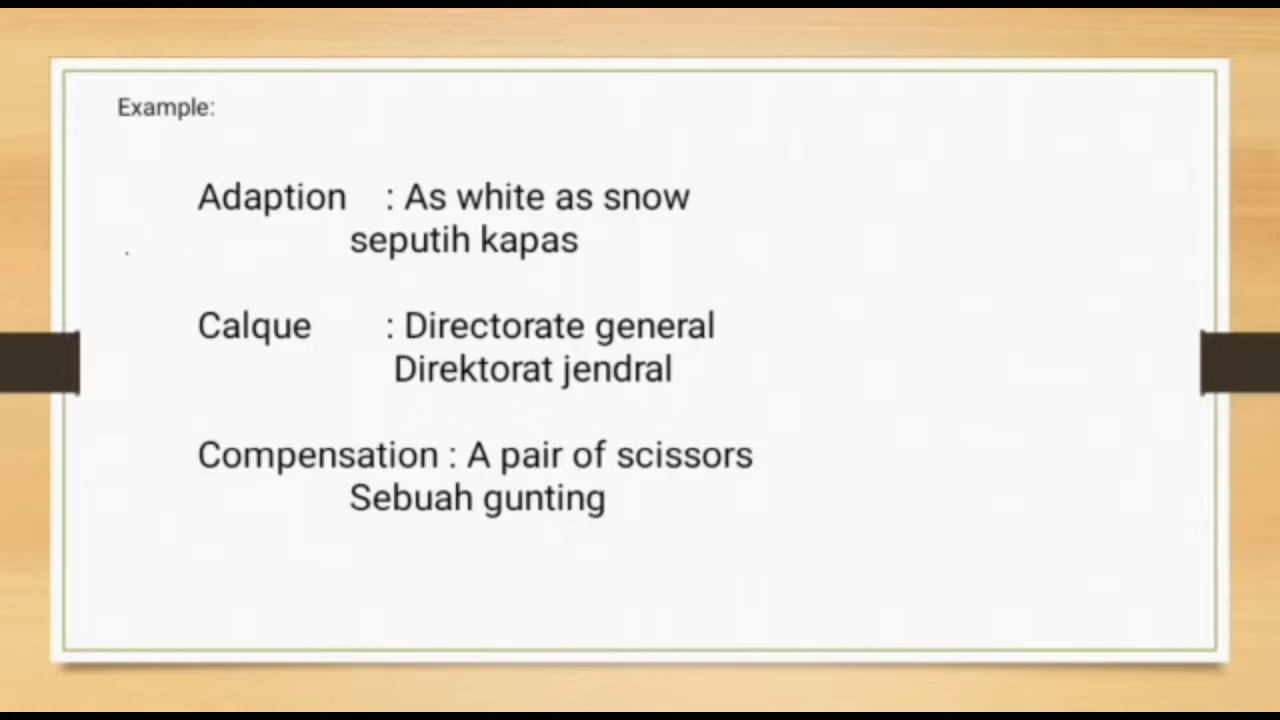 Example:
Adaption : As white as snow
seputih kapas
.
Calque : Directorate general
Direktorat jendral
Compensation : A pair of scissors
Sebuah gunting